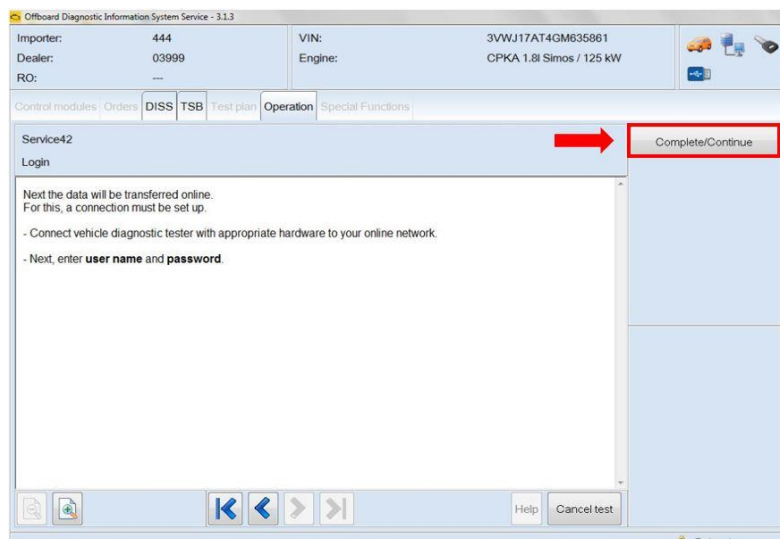 Offboard Diagnostic Information System Service - 3.1.3
Importer: 444 VIN: 3VWJ17AT4GM635861
Dealer: 03999 Engine: CPKA 1.8l Simos / 125 kW
RO: ---
Control modules Orders DISS TSB Test plan Operation Special Functions
Service42
Complete/Continue
Login
Next the data will be transferred online.
For this, a connection must be set up.
- Connect vehicle diagnostic tester with appropriate hardware to your online network.
- Next, enter user name and password.
Help Cancel test